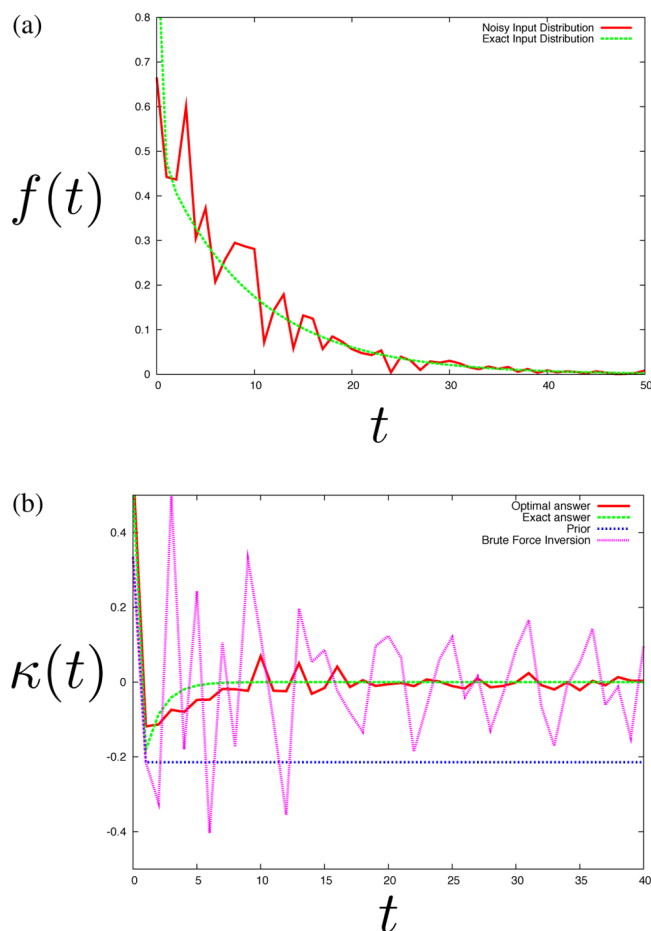 (a)
0.8
Noisy Input Distribution
Exact Input Distribution
0.7
0.6
0.5
0.4
0.3
0.2
0.1
0
f(t)
0 10 20 30 40 50
t
(b)
Optimal answer
Exact answer
Prior
Brute Force Inversion
0.4
0.2
0
-0.2
-0.4
κ(t)
0 5 10 15 20 25 30 35 40
t